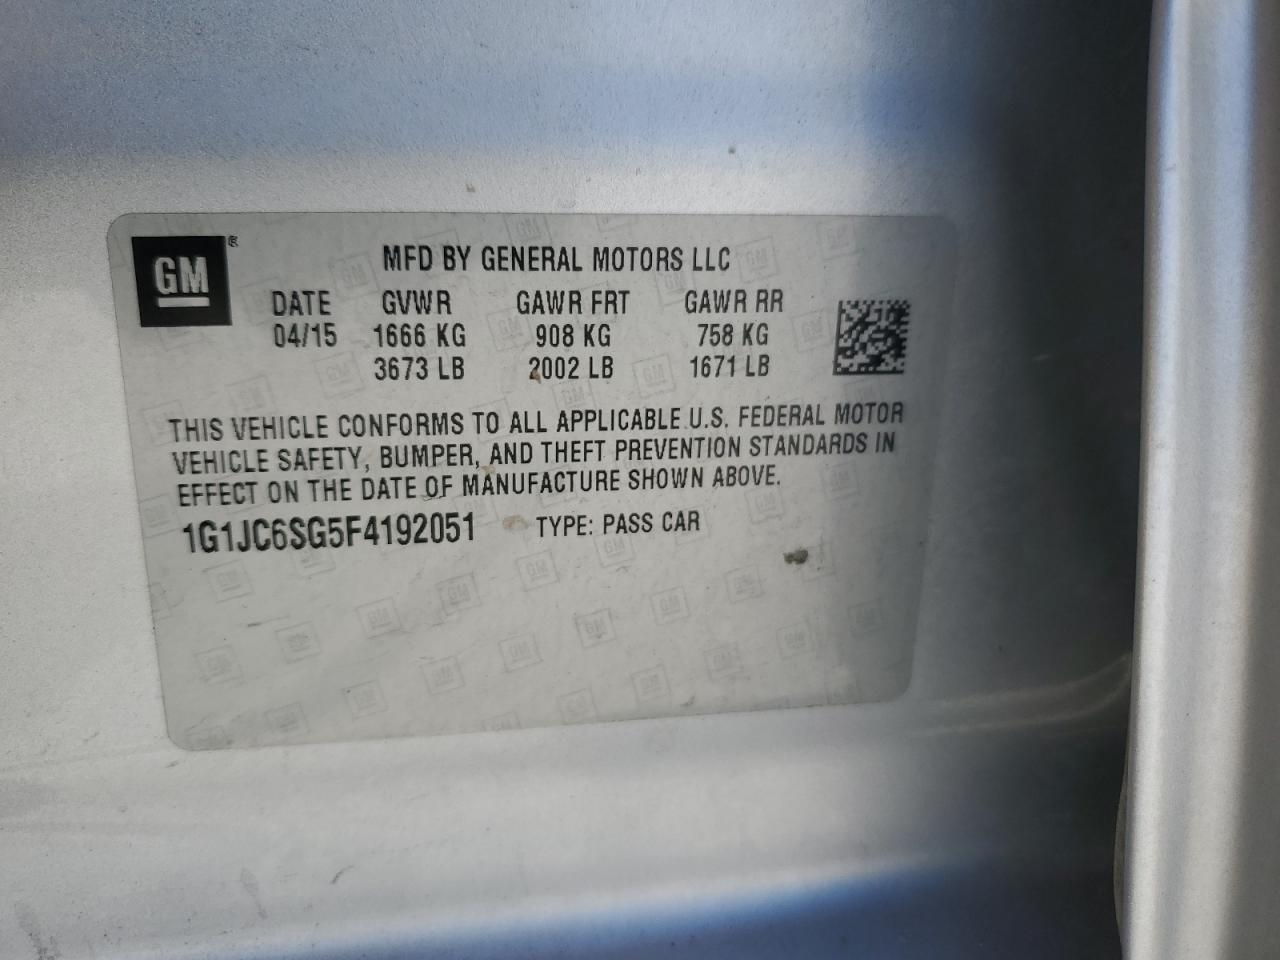 GM®
MFD BY GENERAL MOTORS LLC
DATE GVWR GAWR FRT GAWR RR
04/15 1666 KG 908 KG 758 KG
3673 LB 2002 LB 1671 LB
THIS VEHICLE CONFORMS TO ALL APPLICABLE U.S. FEDERAL MOTOR
VEHICLE SAFETY, BUMPER, AND THEFT PREVENTION STANDARDS IN
EFFECT ON THE DATE OF MANUFACTURE SHOWN ABOVE.
1G1JC6SG5F4192051 TYPE: PASS CAR